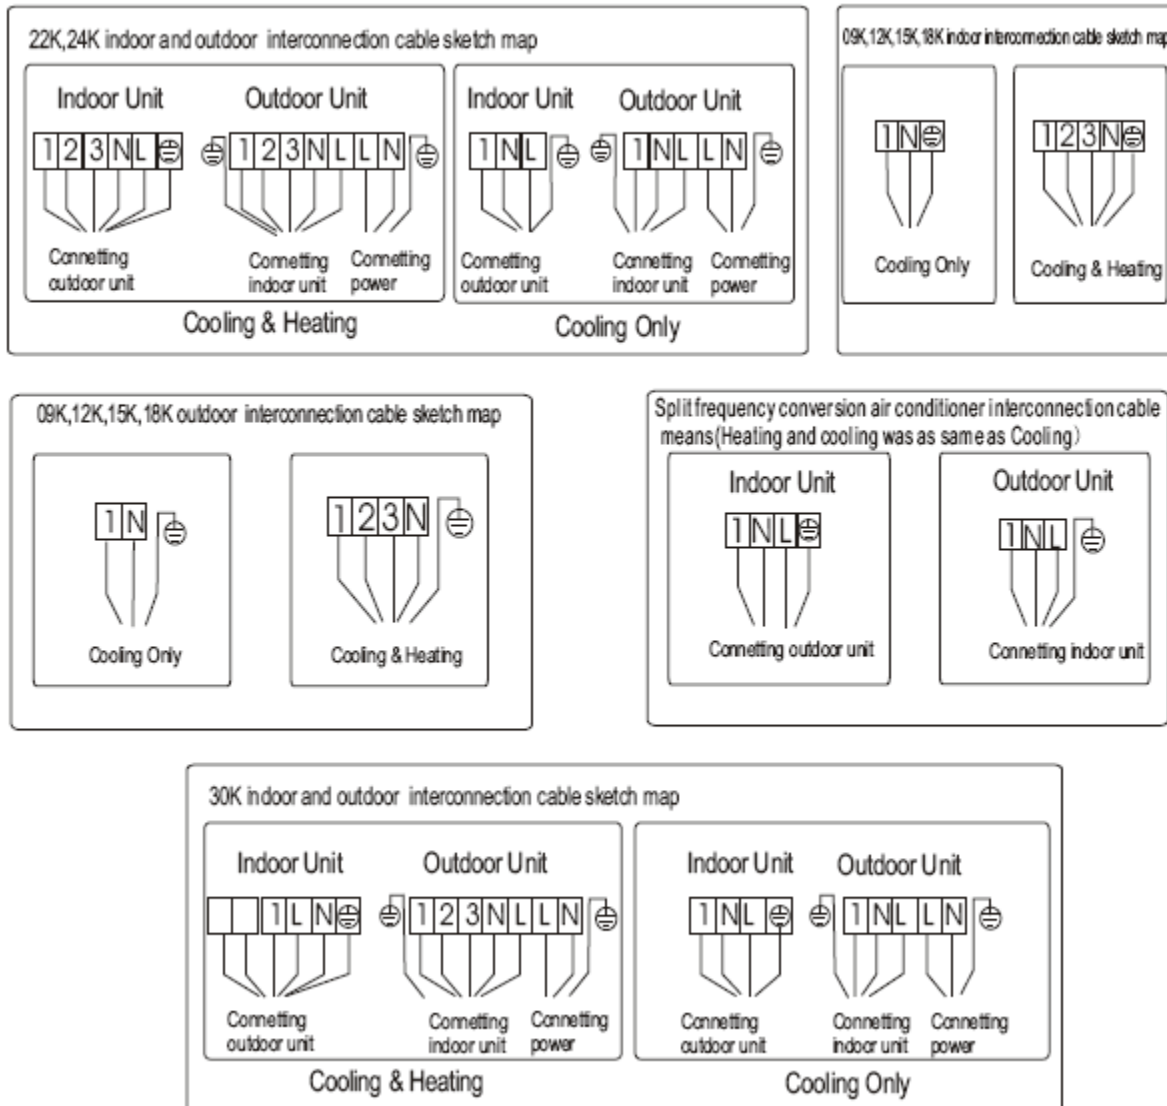 22K,24K indoor and outdoor interconnection cable sketch map
Indoor Unit Outdoor Unit
1 2 3 N L 1 2 3 N L L N
Connetting outdoor unit
Connetting indoor unit
Connetting power
Cooling & Heating
Indoor Unit Outdoor Unit
1 N L 1 N L L N
Connetting outdoor unit
Connetting indoor unit
Connetting power
Cooling Only
09K,12K,15K,18K indoor interconnection cable sketch map
1 N
Cooling Only
1 2 3 N
Cooling & Heating
09K,12K,15K,18K outdoor interconnection cable sketch map
1 N
Cooling Only
1 2 3 N
Cooling & Heating
Split frequency conversion air conditioner interconnection cable
means(Heating and cooling was as same as Cooling)
Indoor Unit
1 N L
Connetting outdoor unit
Outdoor Unit
1 N L
Connetting indoor unit
30K indoor and outdoor interconnection cable sketch map
Indoor Unit Outdoor Unit
1 L N 1 2 3 N L L N
Connetting outdoor unit
Connetting indoor unit
Connetting power
Cooling & Heating
Indoor Unit Outdoor Unit
1 N L 1 N L L N
Connetting outdoor unit
Connetting indoor unit
Connetting power
Cooling Only